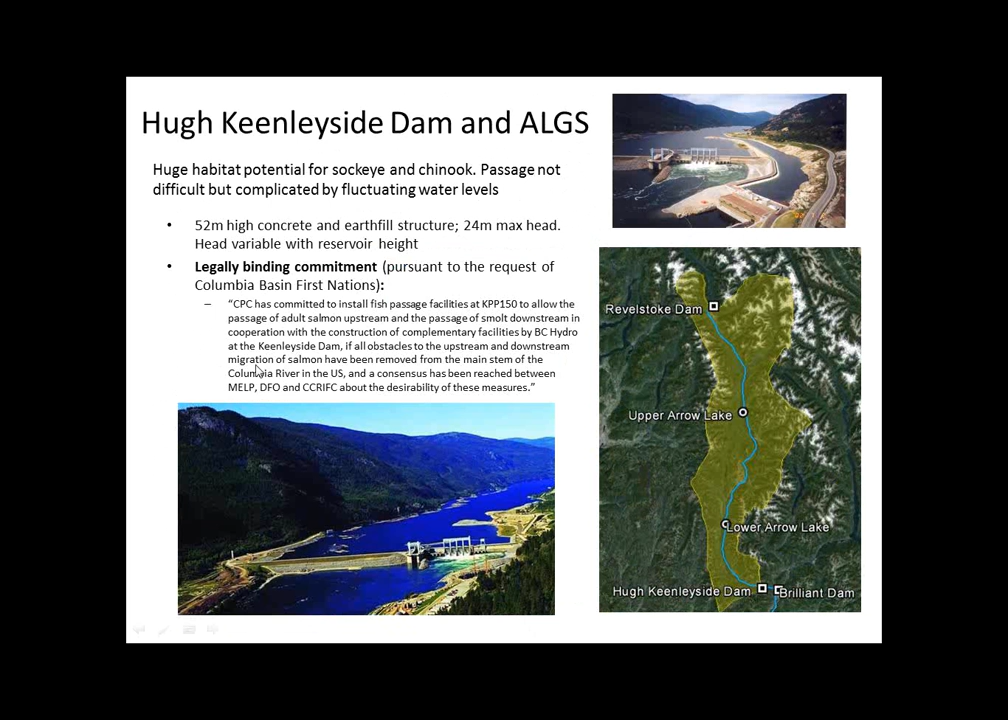 Hugh Keenleyside Dam and ALGS
Huge habitat potential for sockeye and chinook. Passage not
difficult but complicated by fluctuating water levels
• 52m high concrete and earthfill structure; 24m max head.
Head variable with reservoir height
• Legally binding commitment (pursuant to the request of
Columbia Basin First Nations):
– “CPC has committed to install fish passage facilities at KPP150 to allow the
passage of adult salmon upstream and the passage of smolt downstream in
cooperation with the construction of complementary facilities by BC Hydro
at the Keenleyside Dam, if all obstacles to the upstream and downstream
migration of salmon have been removed from the main stem of the
Columbia River in the US, and a consensus has been reached between
MELP, DFO and CCRIFC about the desirability of these measures.”
Revelstoke Dam
Upper Arrow Lake
Lower Arrow Lake
Hugh Keenleyside Dam
Brilliant Dam